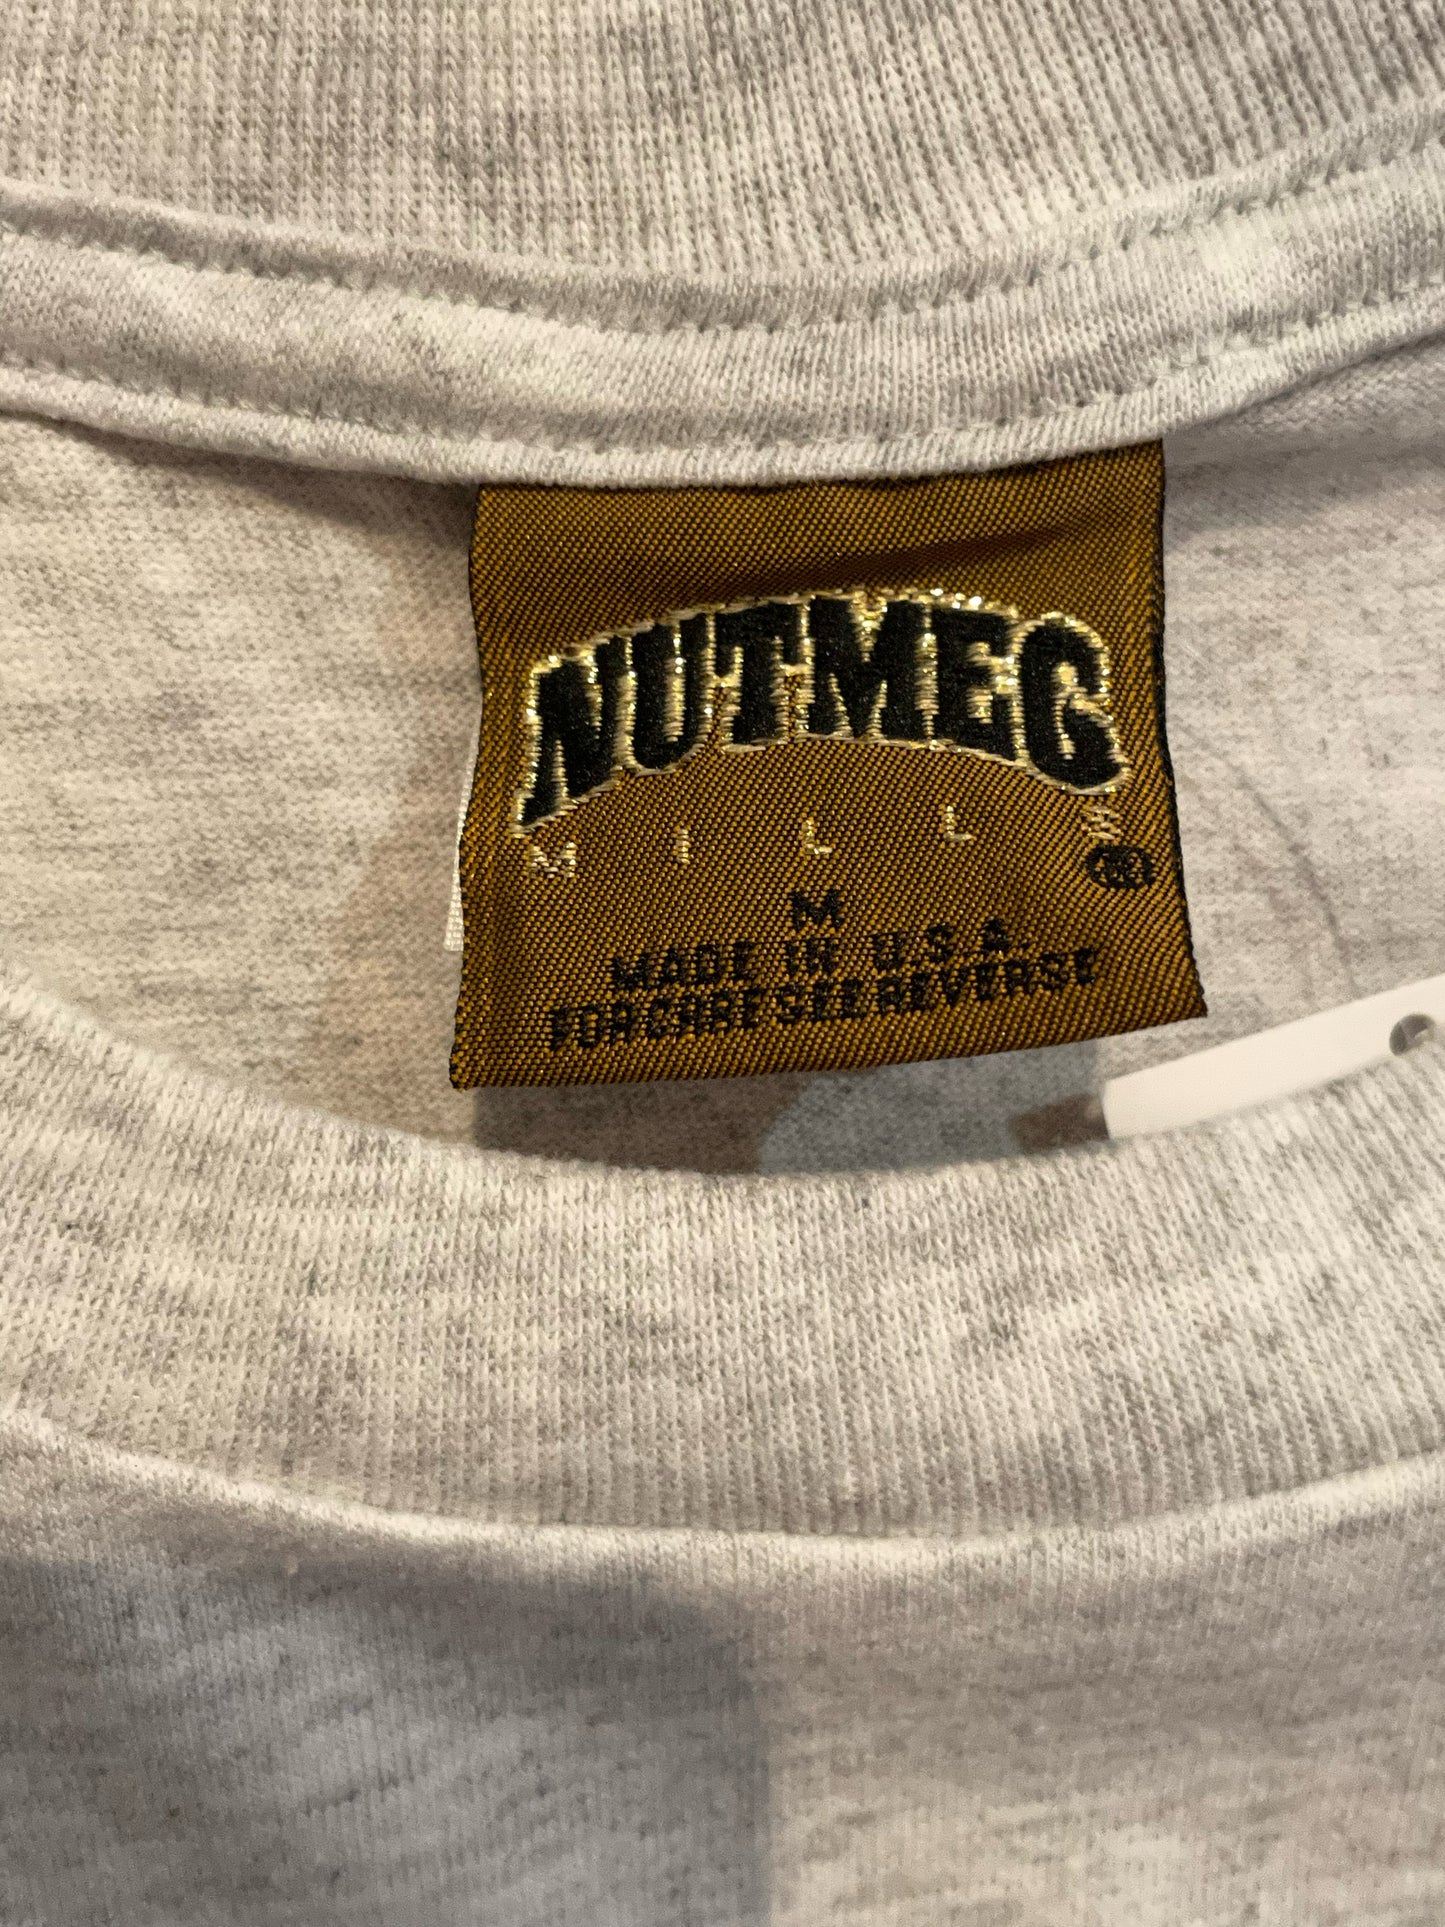 NUTMEG
MILLS
®
M
MADE IN U.S.A.
FOR CARE SEE REVERSE